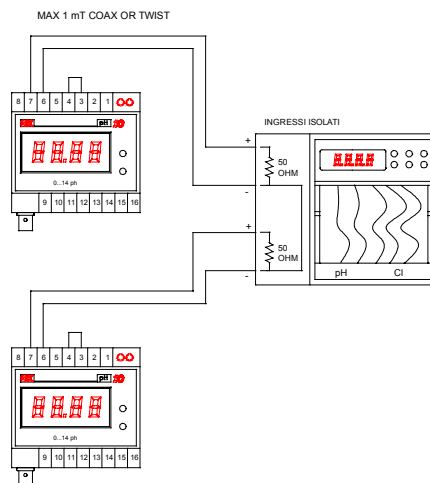 MAX 1 mT COAX OR TWIST
8 7 6 5 4 3 2 1
pH
0...14 ph
9 10 11 12 13 14 15 16
INGRESSI ISOLATI
+
50
OHM
-
+
50
OHM
-
pH Cl
8 7 6 5 4 3 2 1
pH
0...14 ph
9 10 11 12 13 14 15 16